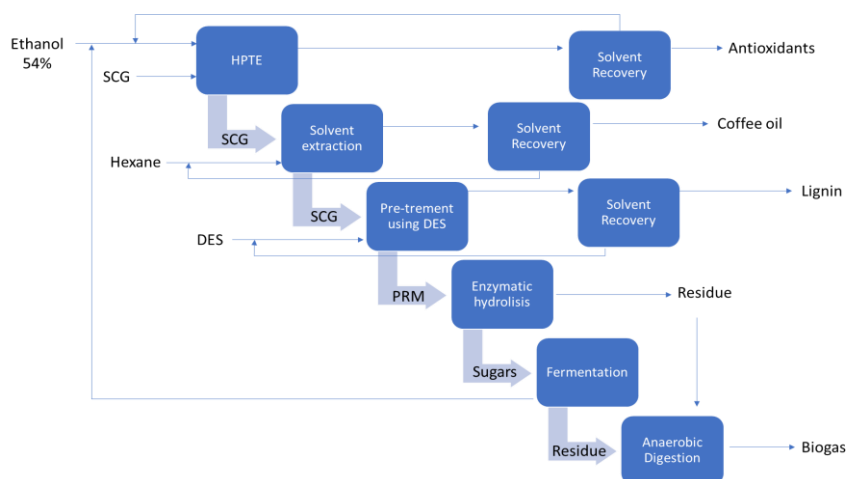 Ethanol
54%
SCG
HPTE
Solvent
Recovery
Antioxidants
SCG
Solvent
extraction
Solvent
Recovery
Coffee oil
Hexane
SCG
Pre-trement
using DES
Solvent
Recovery
Lignin
DES
PRM
Enzymatic
hydrolisis
Residue
Sugars
Fermentation
Residue
Anaerobic
Digestion
Biogas